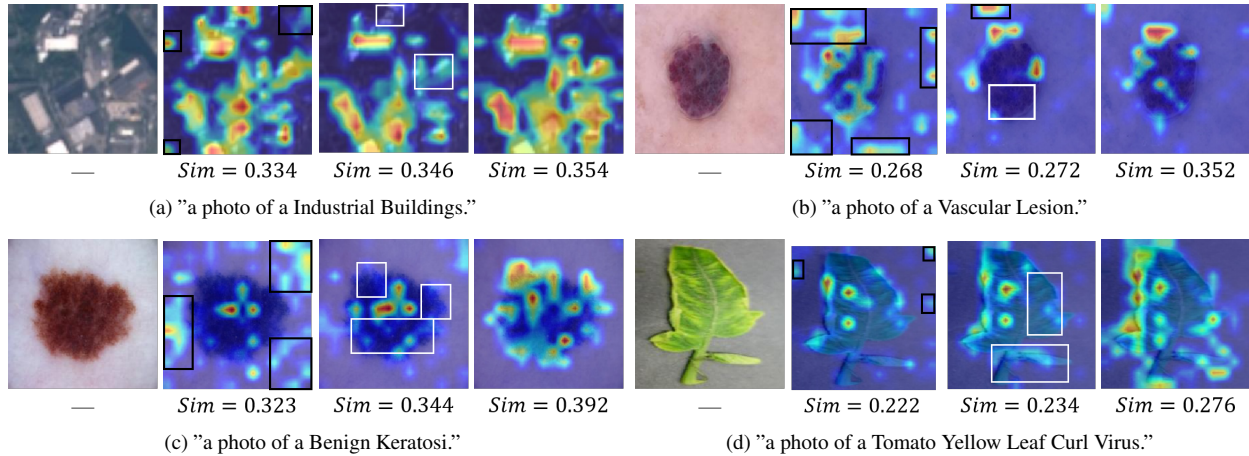 — Sim = 0.334 Sim = 0.346 Sim = 0.354
(a) ”a photo of a Industrial Buildings.”
— Sim = 0.268 Sim = 0.272 Sim = 0.352
(b) ”a photo of a Vascular Lesion.”
— Sim = 0.323 Sim = 0.344 Sim = 0.392
(c) ”a photo of a Benign Keratosi.”
— Sim = 0.222 Sim = 0.234 Sim = 0.276
(d) ”a photo of a Tomato Yellow Leaf Curl Virus.”